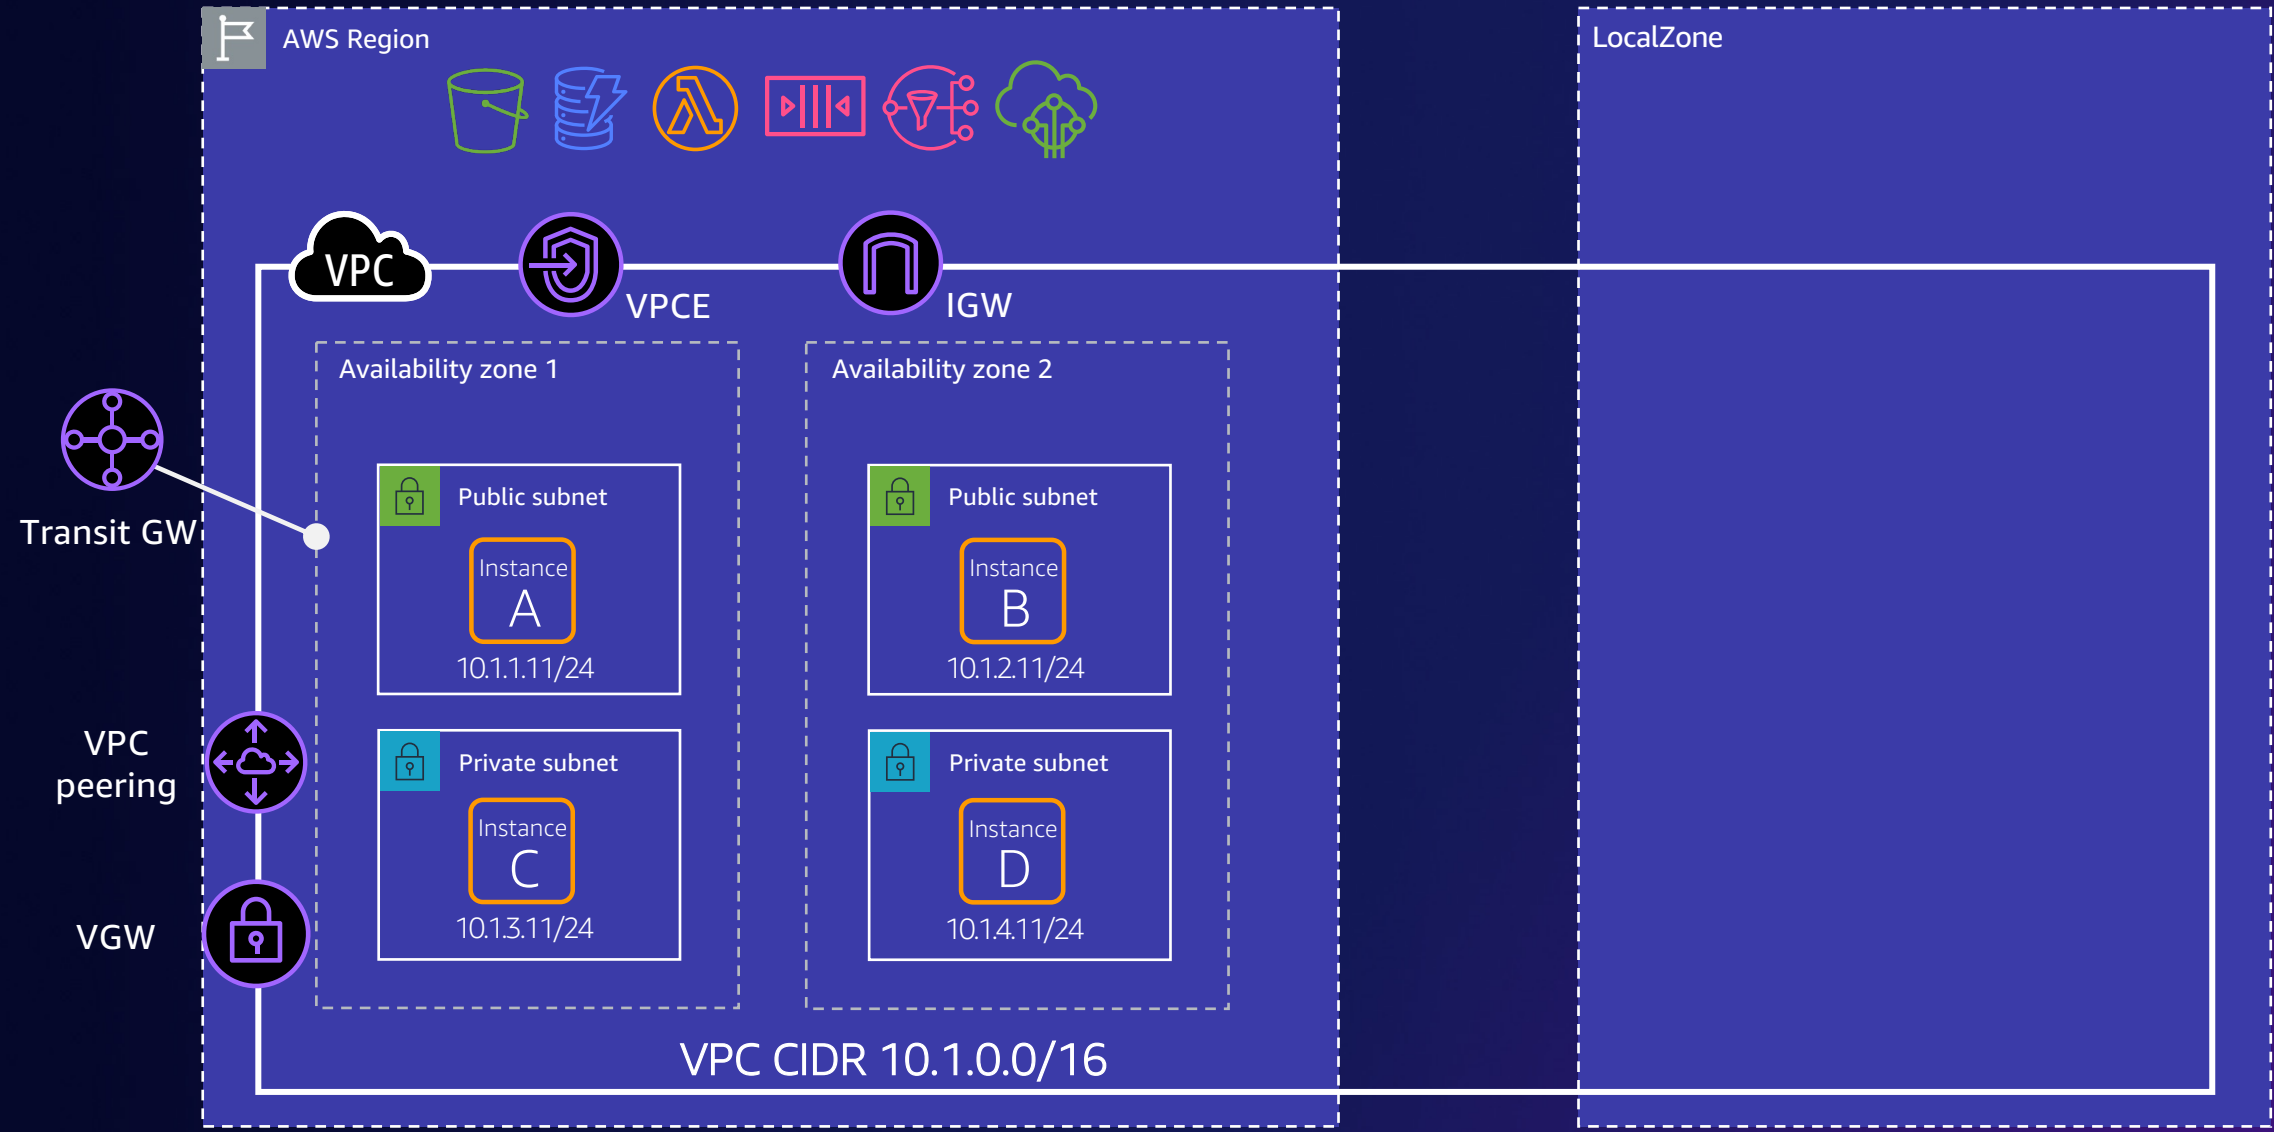 AWS Region
LocalZone
VPC
VPCE
IGW
Availability zone 1
Availability zone 2
Transit GW
Public subnet
Instance
A
10.1.1.11/24
Public subnet
Instance
B
10.1.2.11/24
VPC
peering
Private subnet
Instance
C
10.1.3.11/24
Private subnet
Instance
D
10.1.4.11/24
VGW
VPC CIDR 10.1.0.0/16